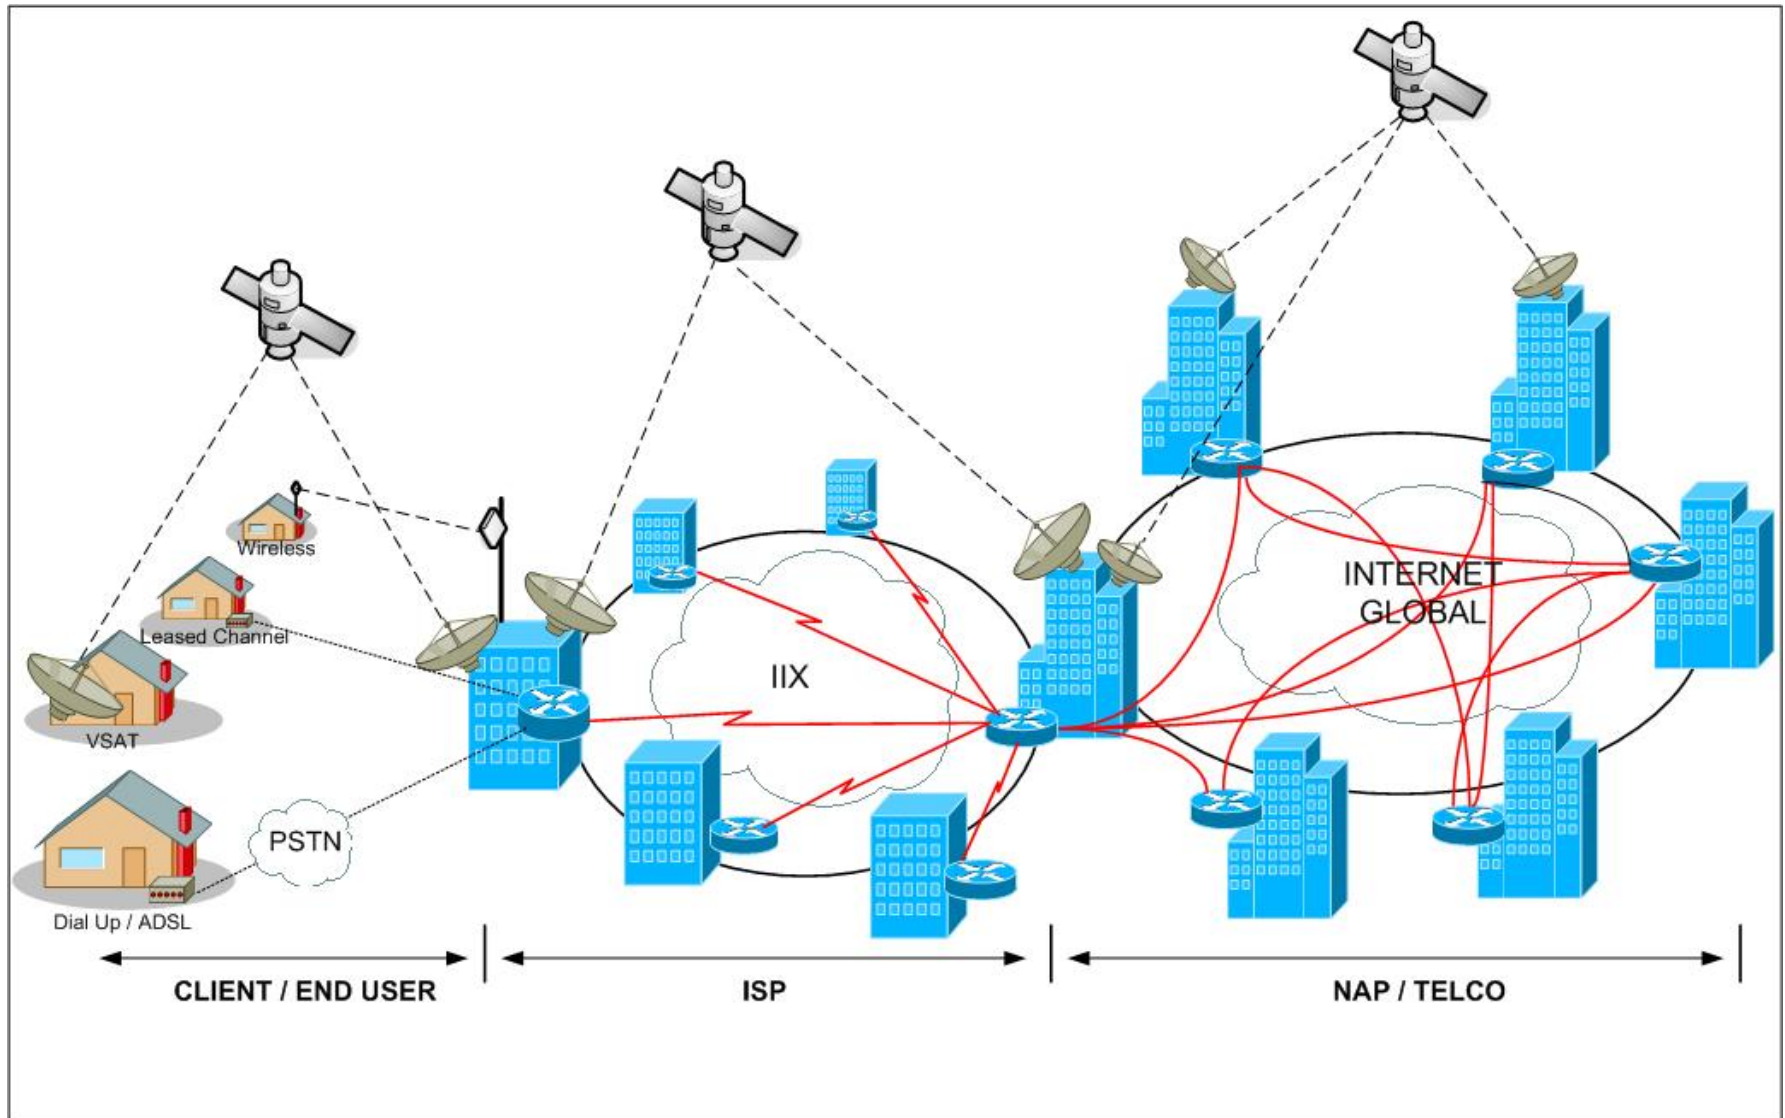 Wireless
Leased Channel
VSAT
PSTN
Dial Up / ADSL
IIX
INTERNET
GLOBAL
CLIENT / END USER
ISP
NAP / TELCO